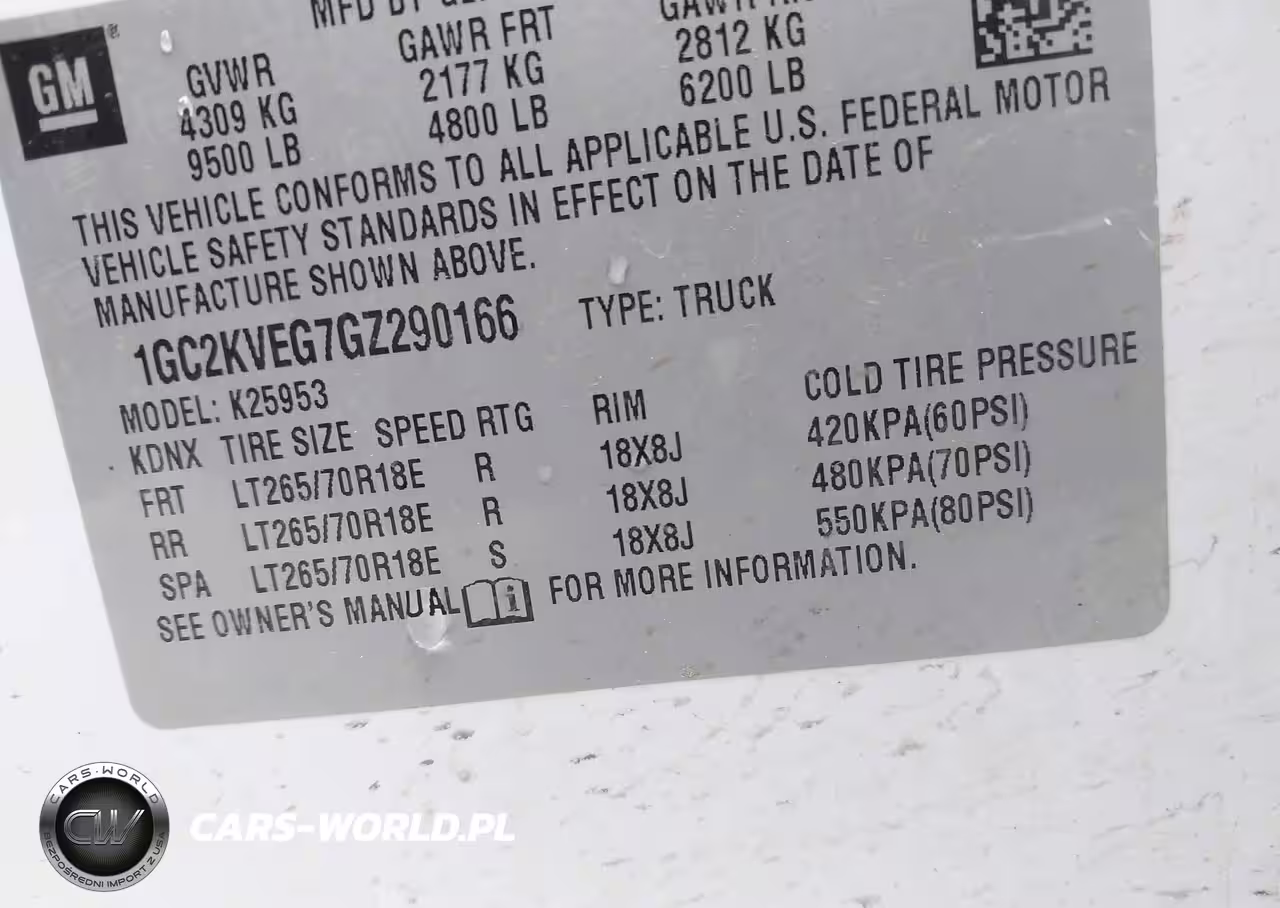 MFD BY
GM ®
GVWR GAWR FRT
4309 KG 2177 KG 2812 KG
9500 LB 4800 LB 6200 LB
THIS VEHICLE CONFORMS TO ALL APPLICABLE U.S. FEDERAL MOTOR
VEHICLE SAFETY STANDARDS IN EFFECT ON THE DATE OF
MANUFACTURE SHOWN ABOVE.
1GC2KVEG7GZ290166 TYPE: TRUCK
MODEL: K25953
KDNX TIRE SIZE SPEED RTG RIM COLD TIRE PRESSURE
FRT LT265/70R18E R 18X8J 420KPA(60PSI)
RR LT265/70R18E R 18X8J 480KPA(70PSI)
SPA LT265/70R18E S 18X8J 550KPA(80PSI)
SEE OWNER'S MANUAL i FOR MORE INFORMATION.
CARS-WORLD
CW
BEZPOŚREDNI IMPORT Z USA
CARS-WORLD.PL